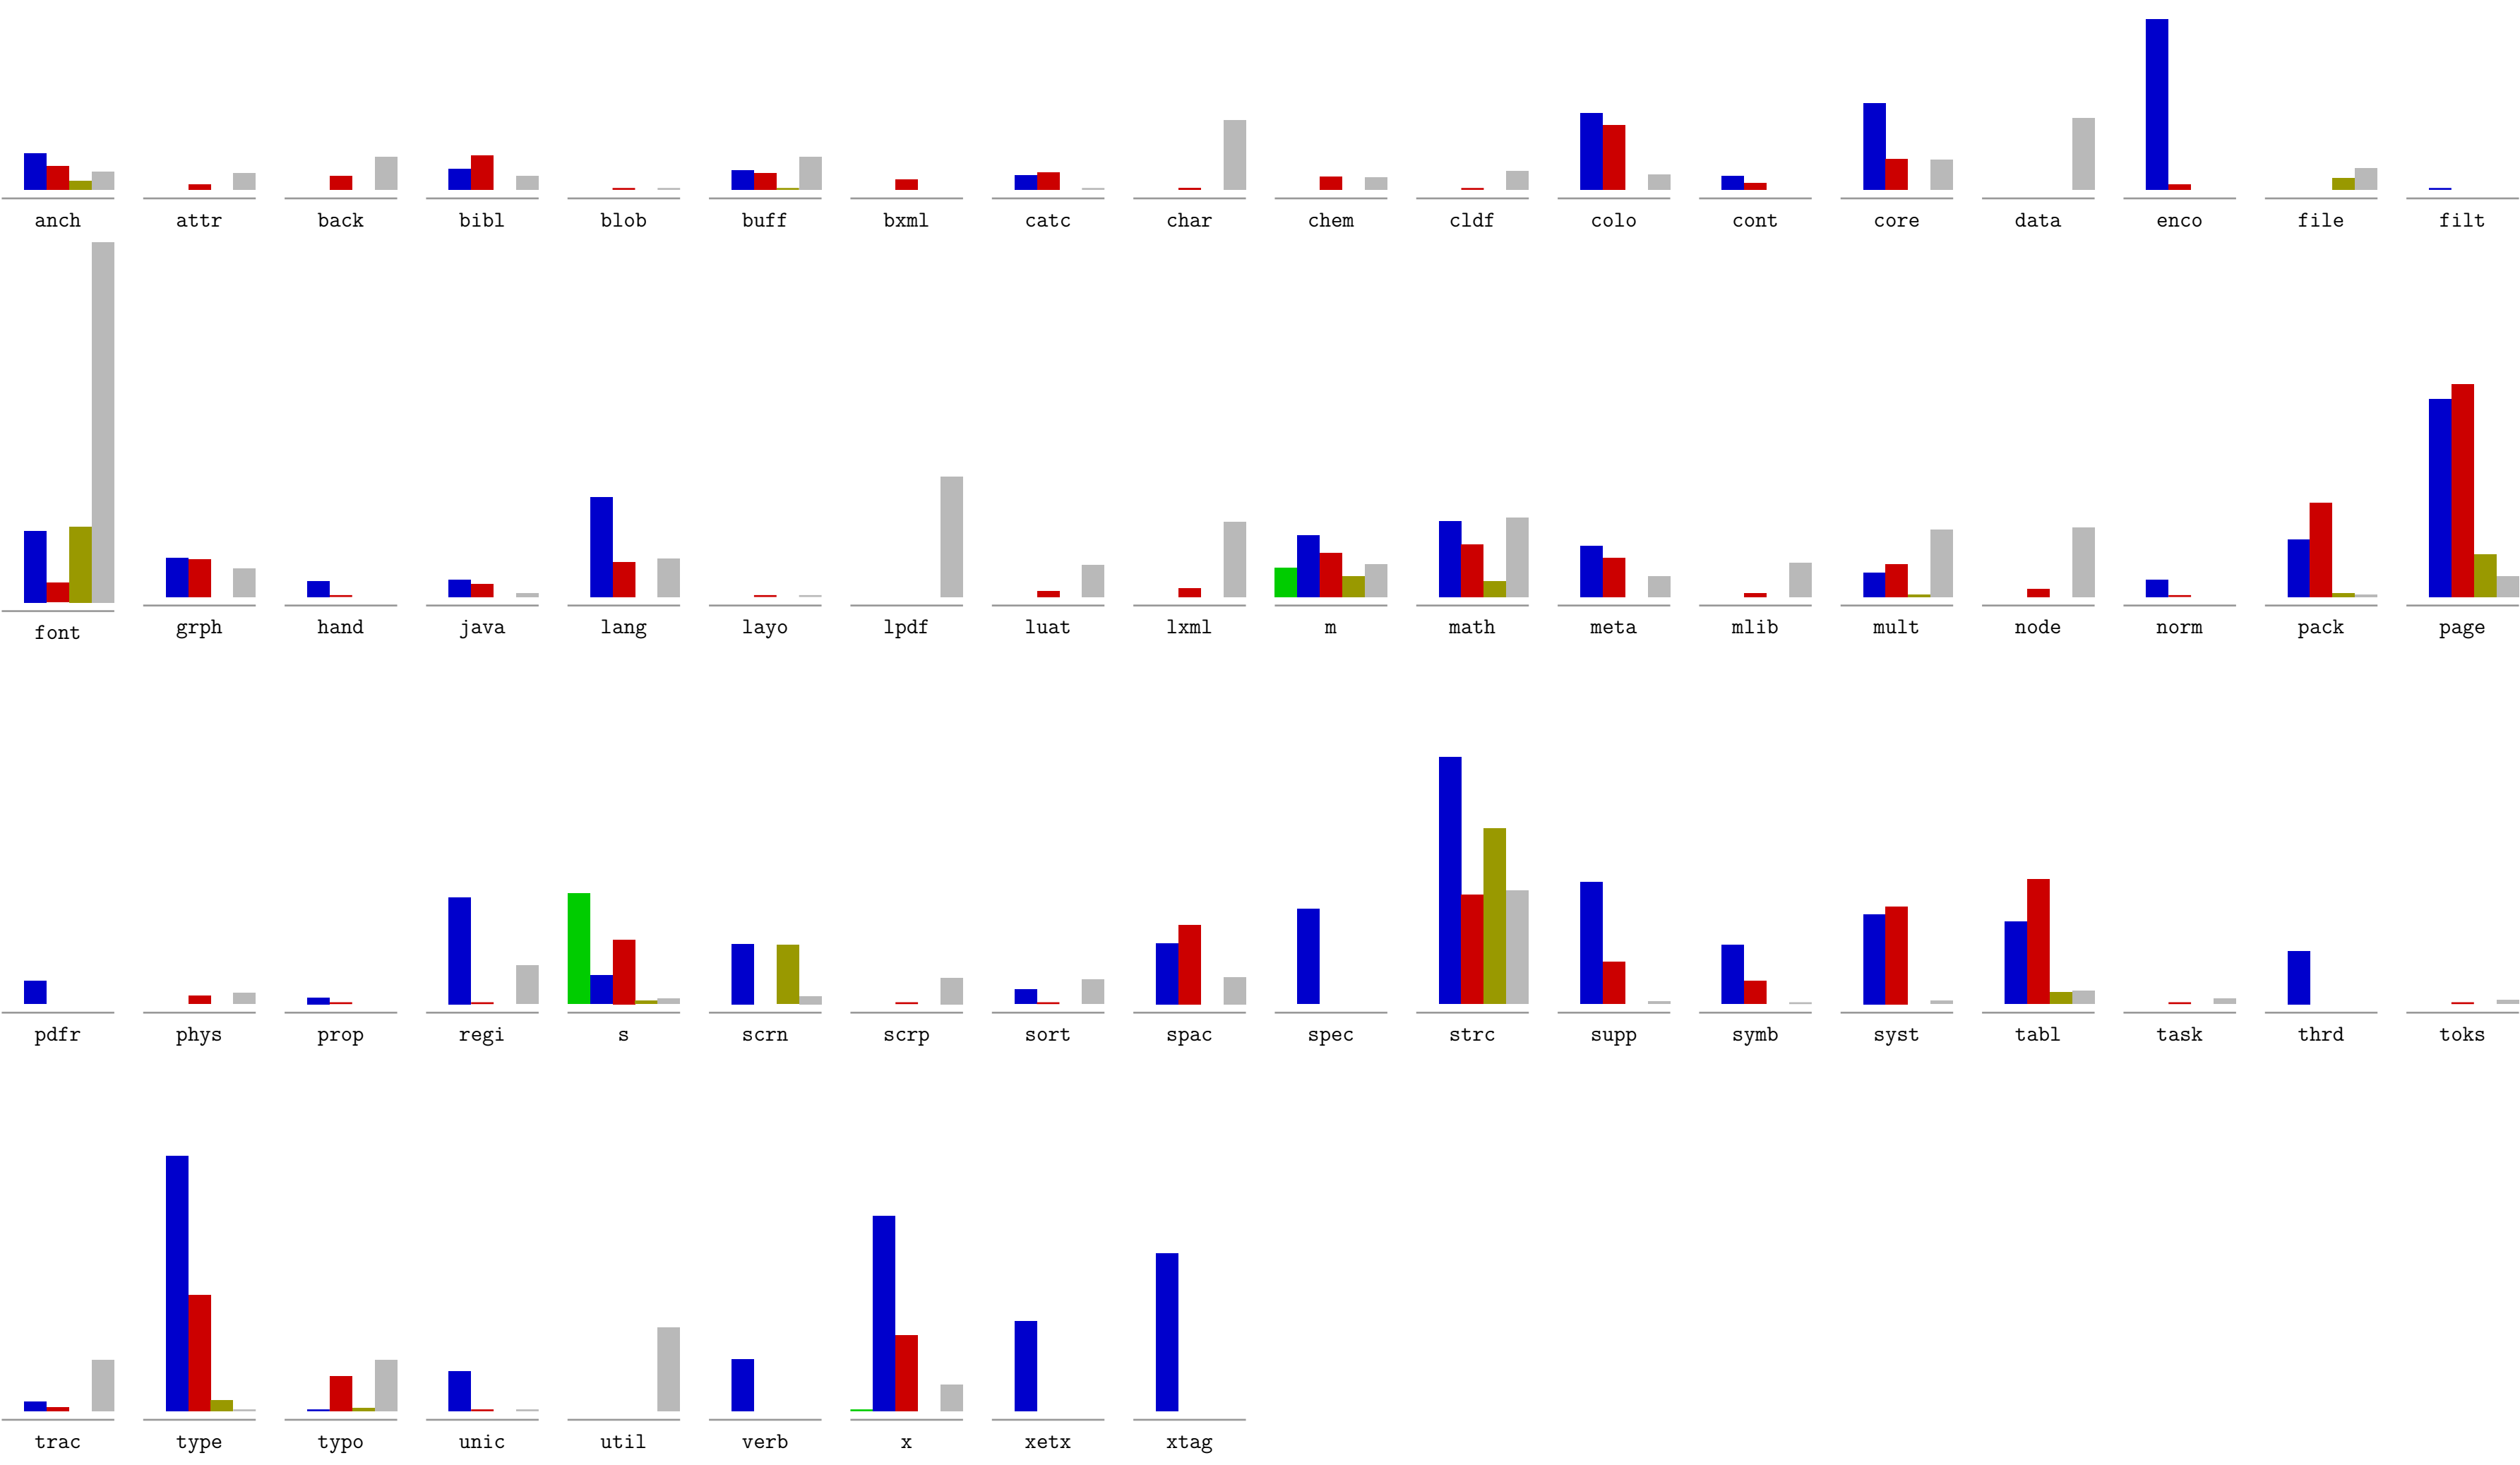 anch attr back bibl blob buff bxml catc char chem cldf colo cont core data enco file filt
font grph hand java lang layo lpdf luat lxml m math meta mlib mult node norm pack page
pdfr phys prop regi s scrn scrp sort spac spec strc supp symb syst tabl task thrd toks
trac type typo unic util verb x xetx xtag